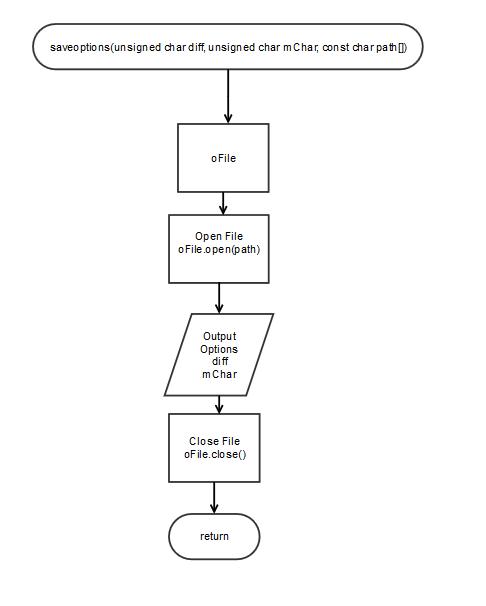 saveoptions(unsigned char diff, unsigned char mChar, const char path[])
oFile
Open File
oFile.open(path)
Output
Options
diff
mChar
Close File
oFile.close()
return